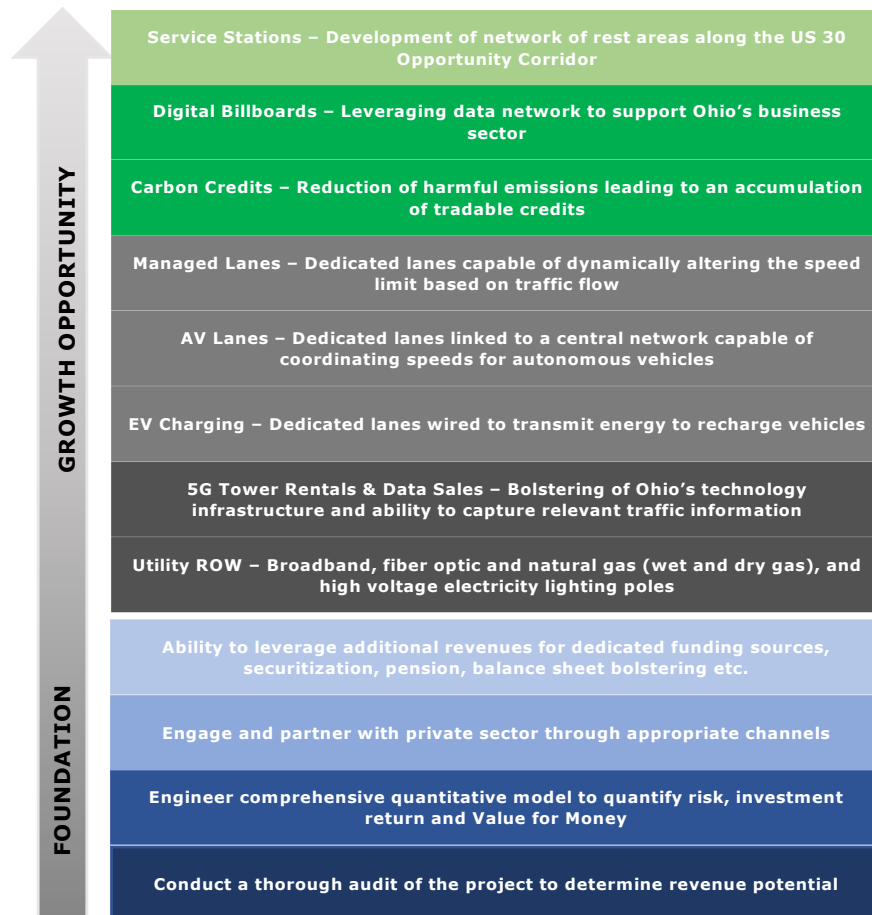 Service Stations – Development of network of rest areas along the US 30
Opportunity Corridor
Digital Billboards – Leveraging data network to support Ohio’s business
sector
Carbon Credits – Reduction of harmful emissions leading to an accumulation
of tradable credits
Managed Lanes – Dedicated lanes capable of dynamically altering the speed
limit based on traffic flow
AV Lanes – Dedicated lanes linked to a central network capable of
coordinating speeds for autonomous vehicles
EV Charging – Dedicated lanes wired to transmit energy to recharge vehicles
5G Tower Rentals & Data Sales – Bolstering of Ohio’s technology
infrastructure and ability to capture relevant traffic information
Utility ROW – Broadband, fiber optic and natural gas (wet and dry gas), and
high voltage electricity lighting poles
GROWTH OPPORTUNITY
Ability to leverage additional revenues for dedicated funding sources,
securitization, pension, balance sheet bolstering etc.
Engage and partner with private sector through appropriate channels
Engineer comprehensive quantitative model to quantify risk, investment
return and Value for Money
Conduct a thorough audit of the project to determine revenue potential
FOUNDATION